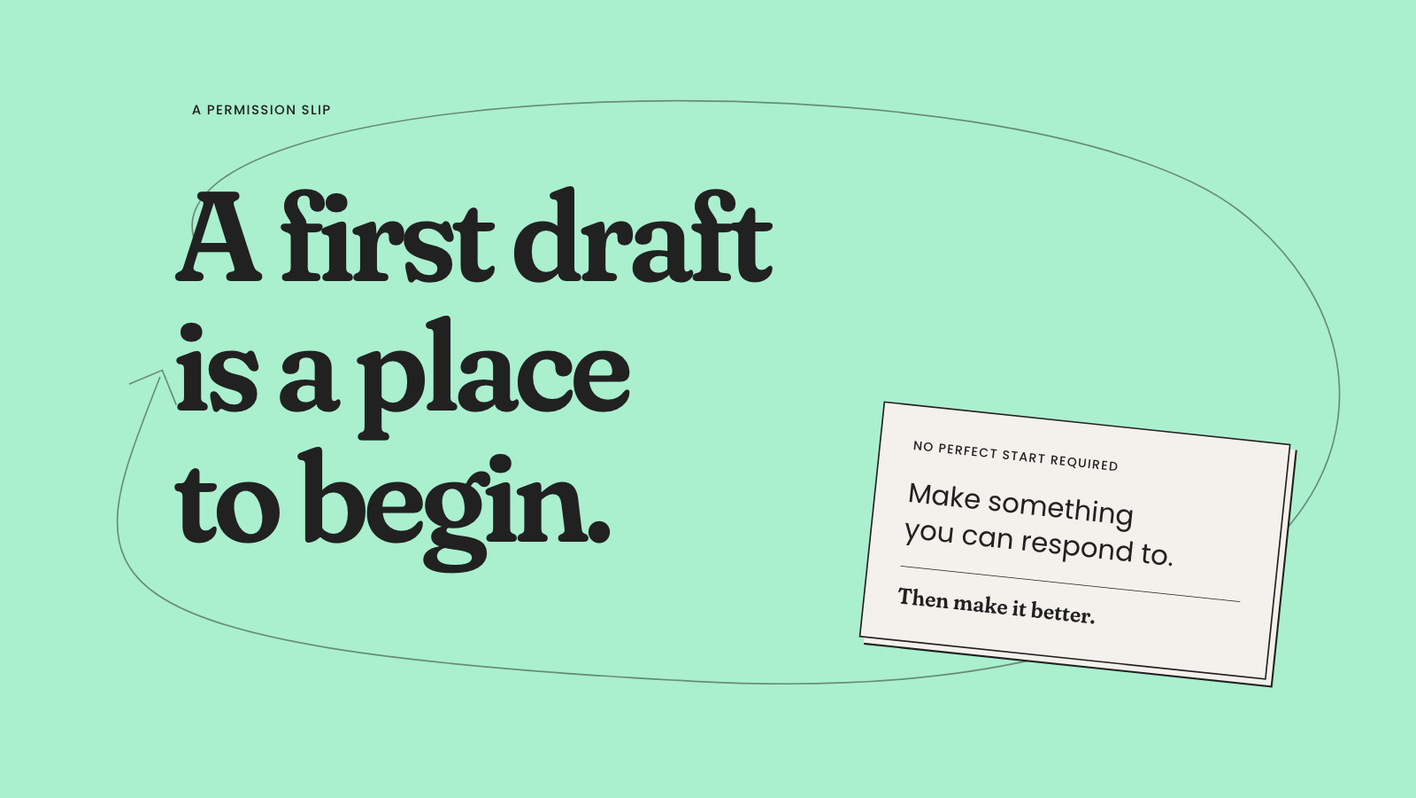 A PERMISSION SLIP
A first draft
is a place
to begin.
NO PERFECT START REQUIRED
Make something
you can respond to.
Then make it better.